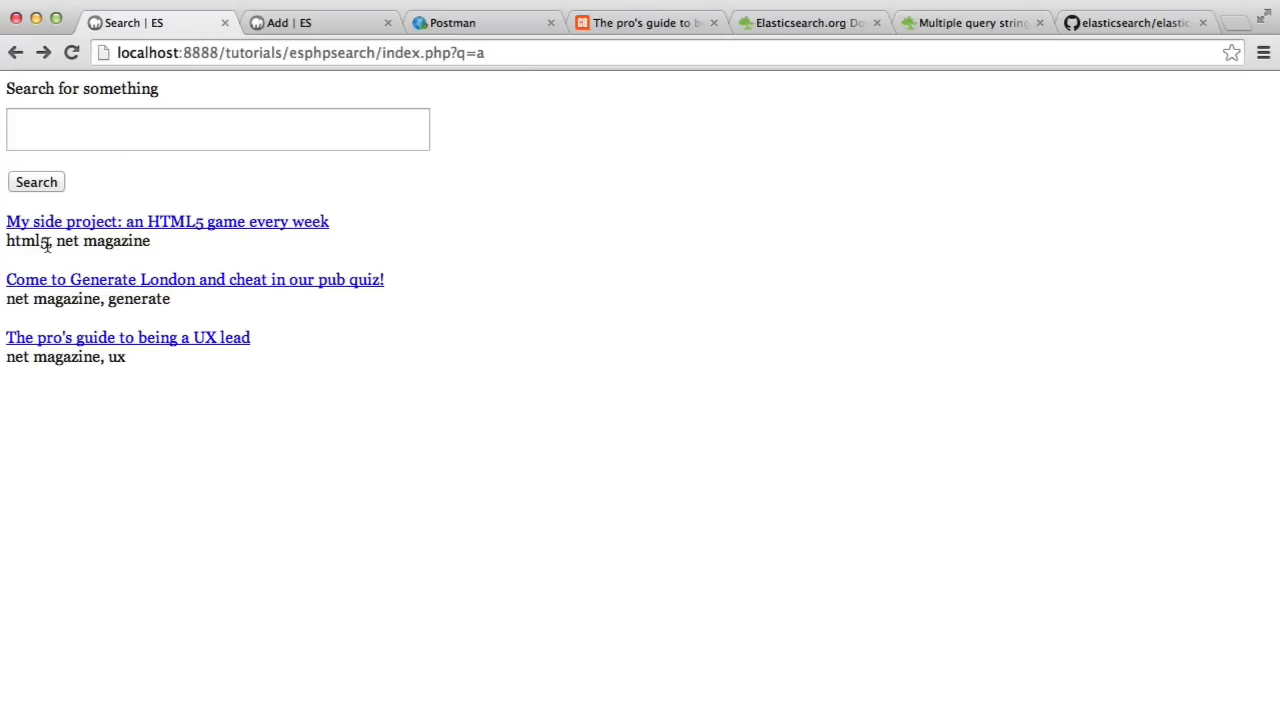 Search | ES
Add | ES
Postman
The pro's guide to b
Elasticsearch.org Do
Multiple query string
elasticsearch/elastic
localhost:8888/tutorials/esphpsearch/index.php?q=a
Search for something
Search
My side project: an HTML5 game every week
html5, net magazine
Come to Generate London and cheat in our pub quiz!
net magazine, generate
The pro's guide to being a UX lead
net magazine, ux